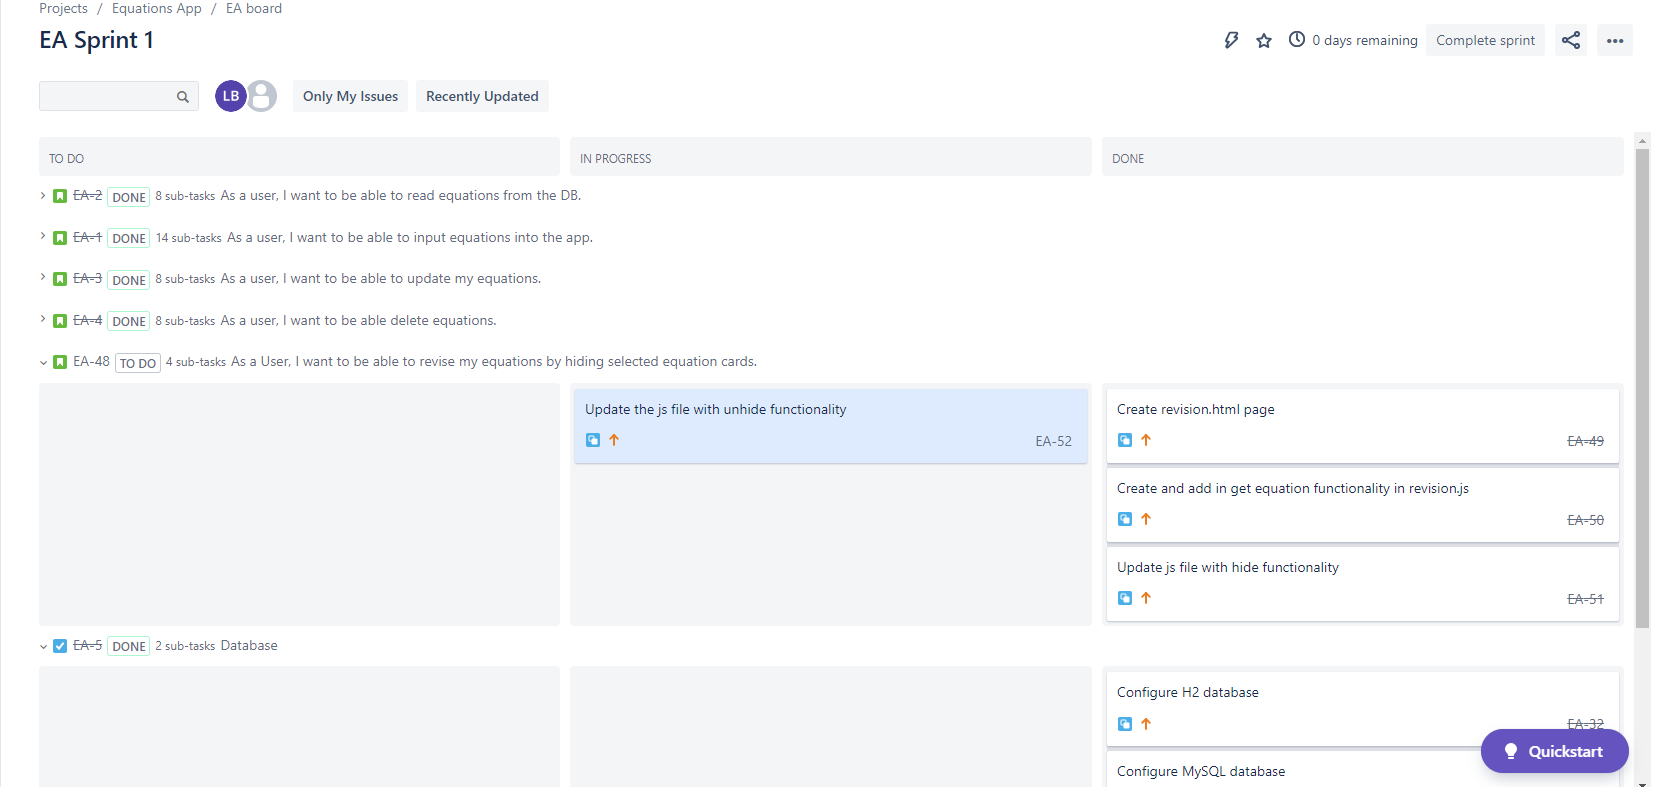 Projects / Equations App / EA board
EA Sprint 1
0 days remaining
Complete sprint
LB
Only My Issues
Recently Updated
TO DO
IN PROGRESS
DONE
EA-2 DONE 8 sub-tasks As a user, I want to be able to read equations from the DB.
EA-1 DONE 14 sub-tasks As a user, I want to be able to input equations into the app.
EA-3 DONE 8 sub-tasks As a user, I want to be able to update my equations.
EA-4 DONE 8 sub-tasks As a user, I want to be able delete equations.
EA-48 TO DO 4 sub-tasks As a User, I want to be able to revise my equations by hiding selected equation cards.
Update the js file with unhide functionality
EA-52
Create revision.html page
EA-49
Create and add in get equation functionality in revision.js
EA-50
Update js file with hide functionality
EA-51
EA-5 DONE 2 sub-tasks Database
Configure H2 database
EA-32
Quickstart
Configure MySQL database